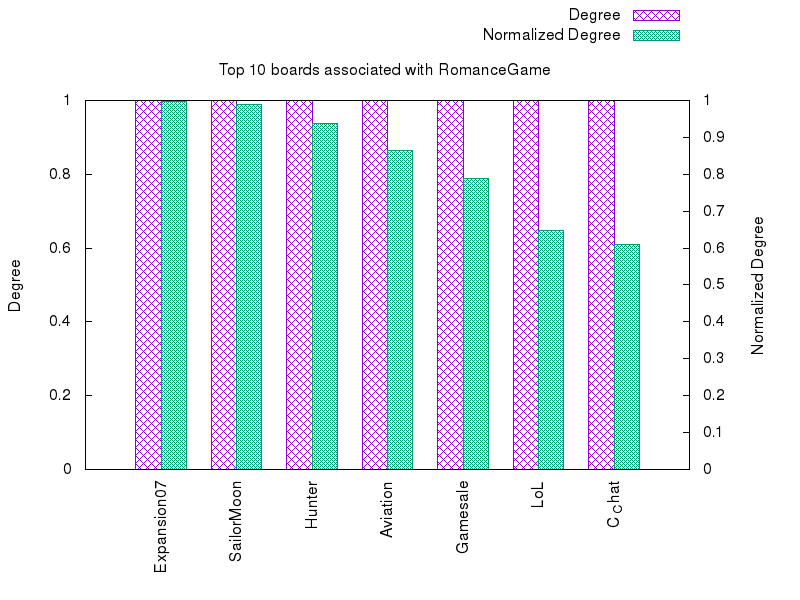 Degree
Normalized Degree
Top 10 boards associated with RomanceGame
1
0.8
0.6
0.4
0.2
0
1
0.9
0.8
0.7
0.6
0.5
0.4
0.3
0.2
0.1
0
Degree
Normalized Degree
Expansion07
SailorMoon
Hunter
Aviation
Gamesale
LoL
C_Chat